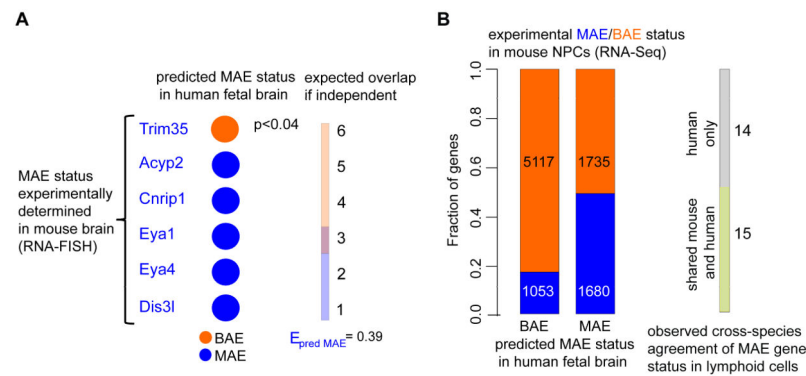 A
predicted MAE status
in human fetal brain
expected overlap
if independent
MAE status
experimentally
determined
in mouse brain
(RNA-FISH)
Trim35
Acyp2
Cnrip1
Eya1
Eya4
Dis3l
p<0.04
6
5
4
3
2
1
BAE
MAE
E pred MAE = 0.39
B
experimental MAE/BAE status
in mouse NPCs (RNA-Seq)
Fraction of genes
1.0
0.8
0.6
0.4
0.2
0.0
5117
1735
1053
1680
BAE
MAE
predicted MAE status
in human fetal brain
human
only
shared mouse
and human
14
15
observed cross-species
agreement of MAE gene
status in lymphoid cells